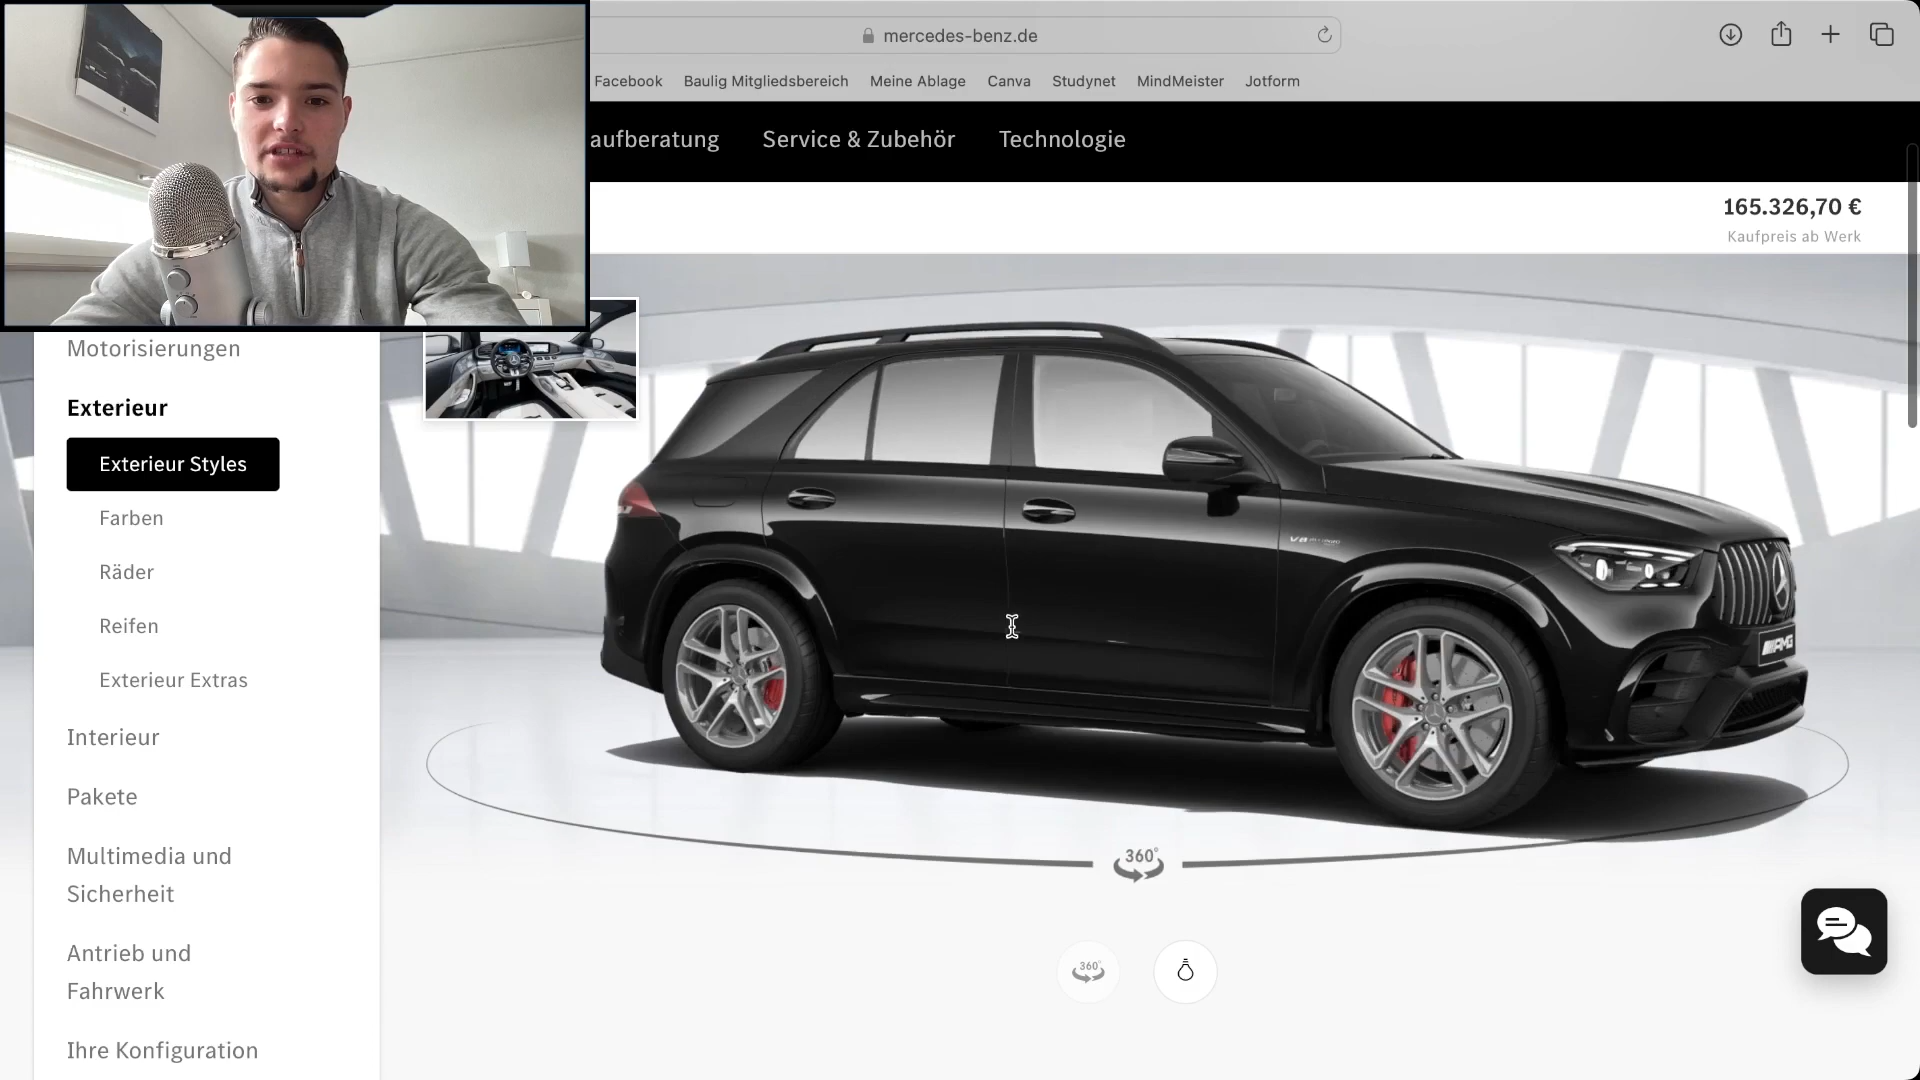 mercedes-benz.de
Facebook Baulig Mitgliedsbereich Meine Ablage Canva Studynet MindMeister Jotform
aufberatung Service & Zubehör Technologie
165.326,70 €
Kaufpreis ab Werk
Motorisierungen
Exterieur
Exterieur Styles
Farben
Räder
Reifen
Exterieur Extras
Interieur
Pakete
Multimedia und
Sicherheit
Antrieb und
Fahrwerk
Ihre Konfiguration
V8
AMG
360°
360°